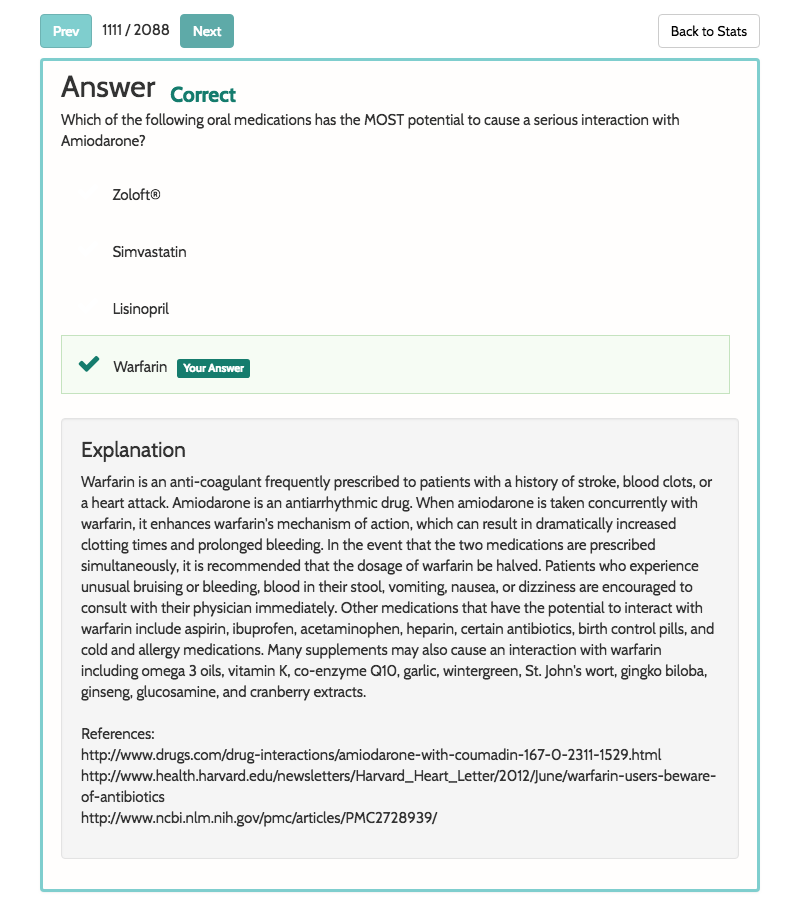 Prev 1111 / 2088 Next Back to Stats
Answer Correct
Which of the following oral medications has the MOST potential to cause a serious interaction with
Amiodarone?
Zoloft®
Simvastatin
Lisinopril
Warfarin Your Answer
Explanation
Warfarin is an anti-coagulant frequently prescribed to patients with a history of stroke, blood clots, or
a heart attack. Amiodarone is an antiarrhythmic drug. When amiodarone is taken concurrently with
warfarin, it enhances warfarin's mechanism of action, which can result in dramatically increased
clotting times and prolonged bleeding. In the event that the two medications are prescribed
simultaneously, it is recommended that the dosage of warfarin be halved. Patients who experience
unusual bruising or bleeding, blood in their stool, vomiting, nausea, or dizziness are encouraged to
consult with their physician immediately. Other medications that have the potential to interact with
warfarin include aspirin, ibuprofen, acetaminophen, heparin, certain antibiotics, birth control pills, and
cold and allergy medications. Many supplements may also cause an interaction with warfarin
including omega 3 oils, vitamin K, co-enzyme Q10, garlic, wintergreen, St. John's wort, gingko biloba,
ginseng, glucosamine, and cranberry extracts.
References:
http://www.drugs.com/drug-interactions/amiodarone-with-coumadin-167-0-2311-1529.html
http://www.health.harvard.edu/newsletters/Harvard_Heart_Letter/2012/June/warfarin-users-beware-
of-antibiotics
http://www.ncbi.nlm.nih.gov/pmc/articles/PMC2728939/